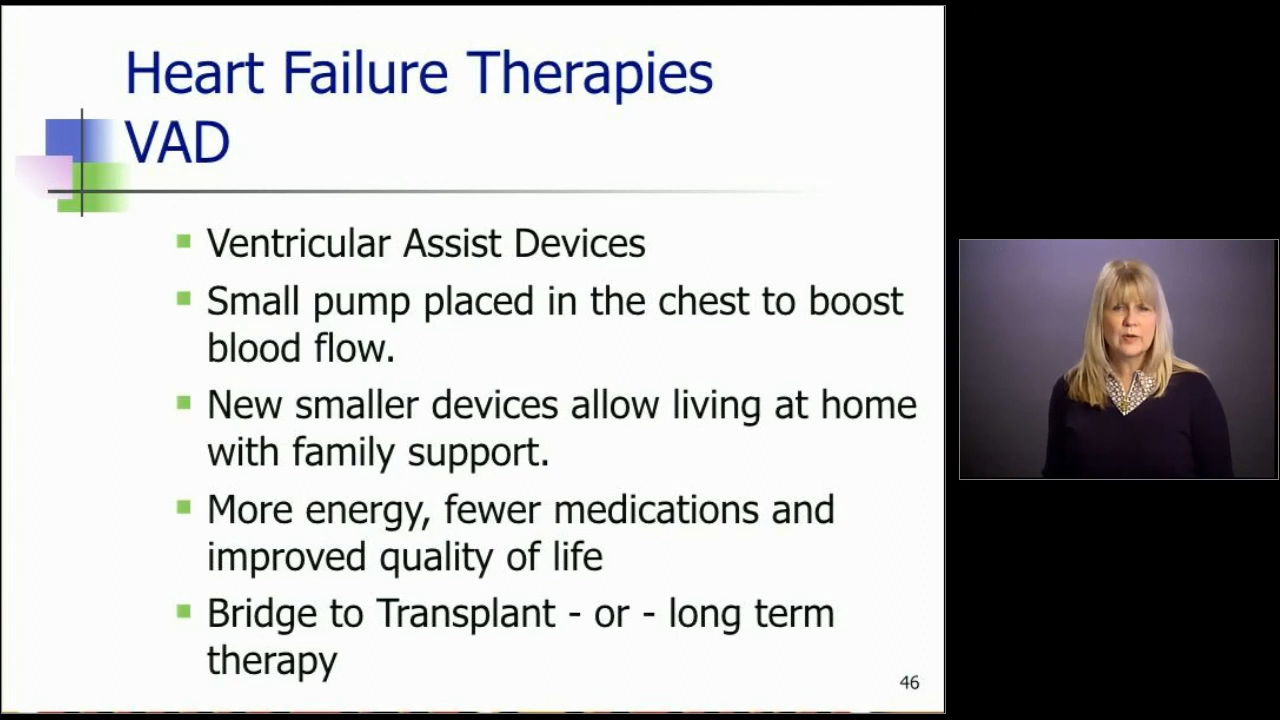 Heart Failure Therapies
VAD
Ventricular Assist Devices
Small pump placed in the chest to boost
blood flow.
New smaller devices allow living at home
with family support.
More energy, fewer medications and
improved quality of life
Bridge to Transplant - or - long term
therapy
46